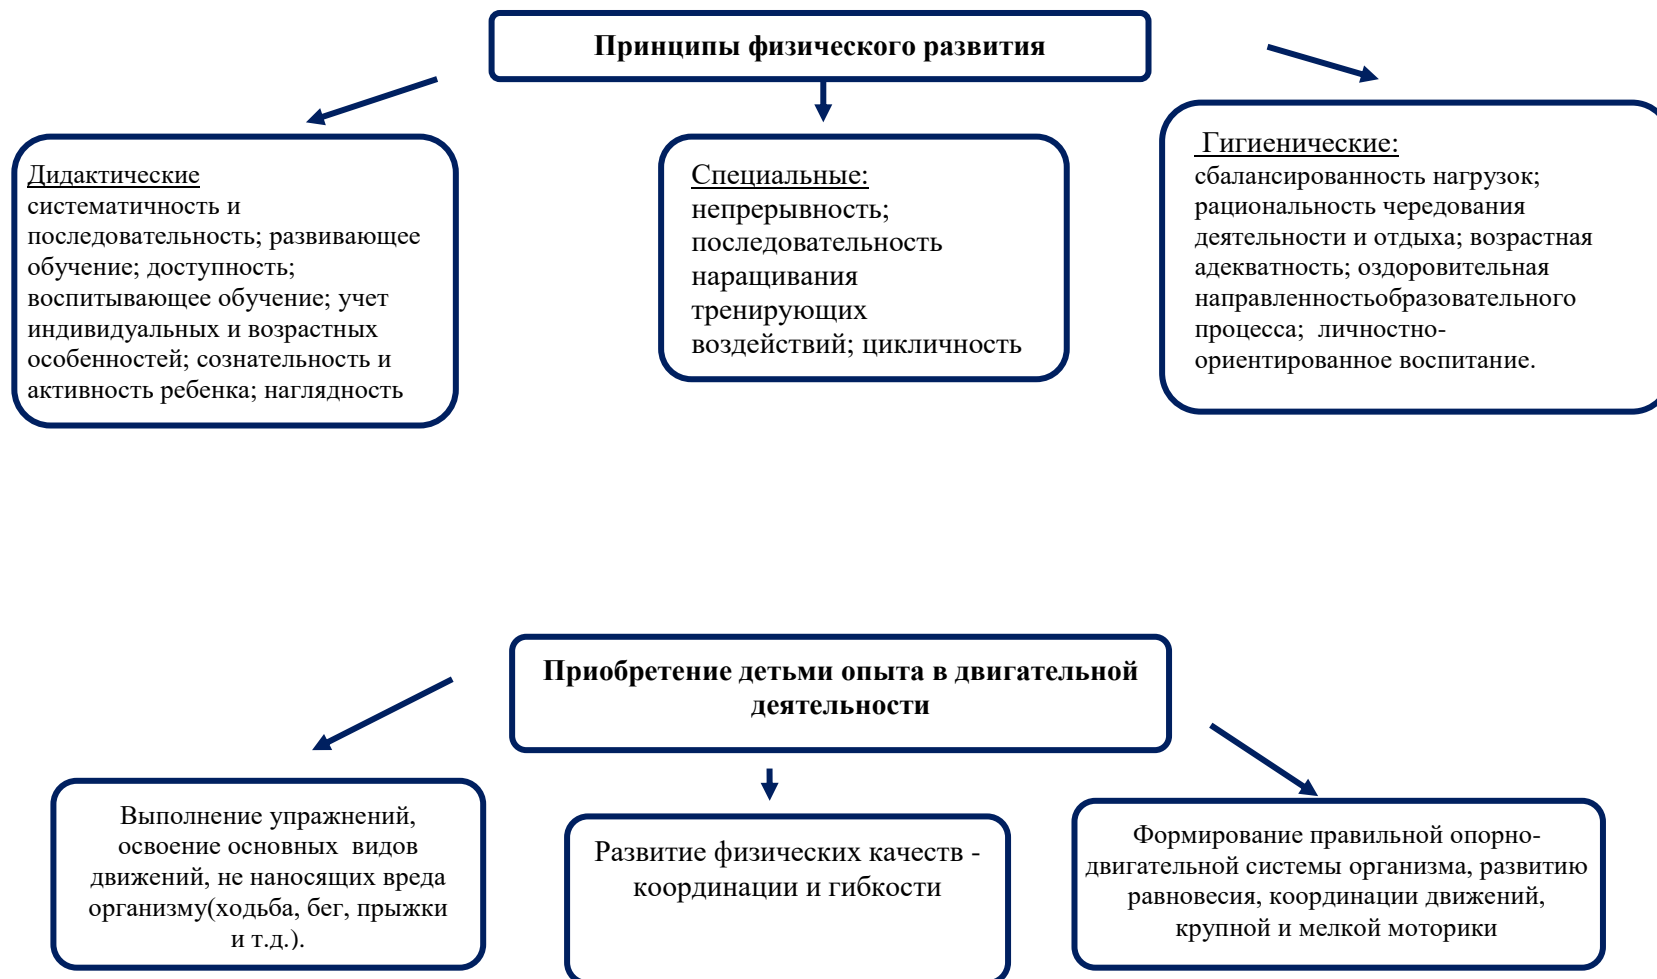 Принципы физического развития
Дидактические
систематичность и
последовательность; развивающее
обучение; доступность;
воспитывающее обучение; учет
индивидуальных и возрастных
особенностей; сознательность и
активность ребенка; наглядность
Специальные:
непрерывность;
последовательность
наращивания
тренирующих
воздействий; цикличность
Гигиенические:
сбалансированность нагрузок;
рациональность чередования
деятельности и отдыха; возрастная
адекватность; оздоровительная
направленностьобразовательного
процесса;  личностно-
ориентированное воспитание.
Приобретение детьми опыта в двигательной
деятельности
Выполнение упражнений,
освоение основных  видов
движений, не наносящих вреда
организму(ходьба, бег, прыжки
и т.д.).
Развитие физических качеств -
координации и гибкости
Формирование правильной опорно-
двигательной системы организма, развитию
равновесия, координации движений,
крупной и мелкой моторики